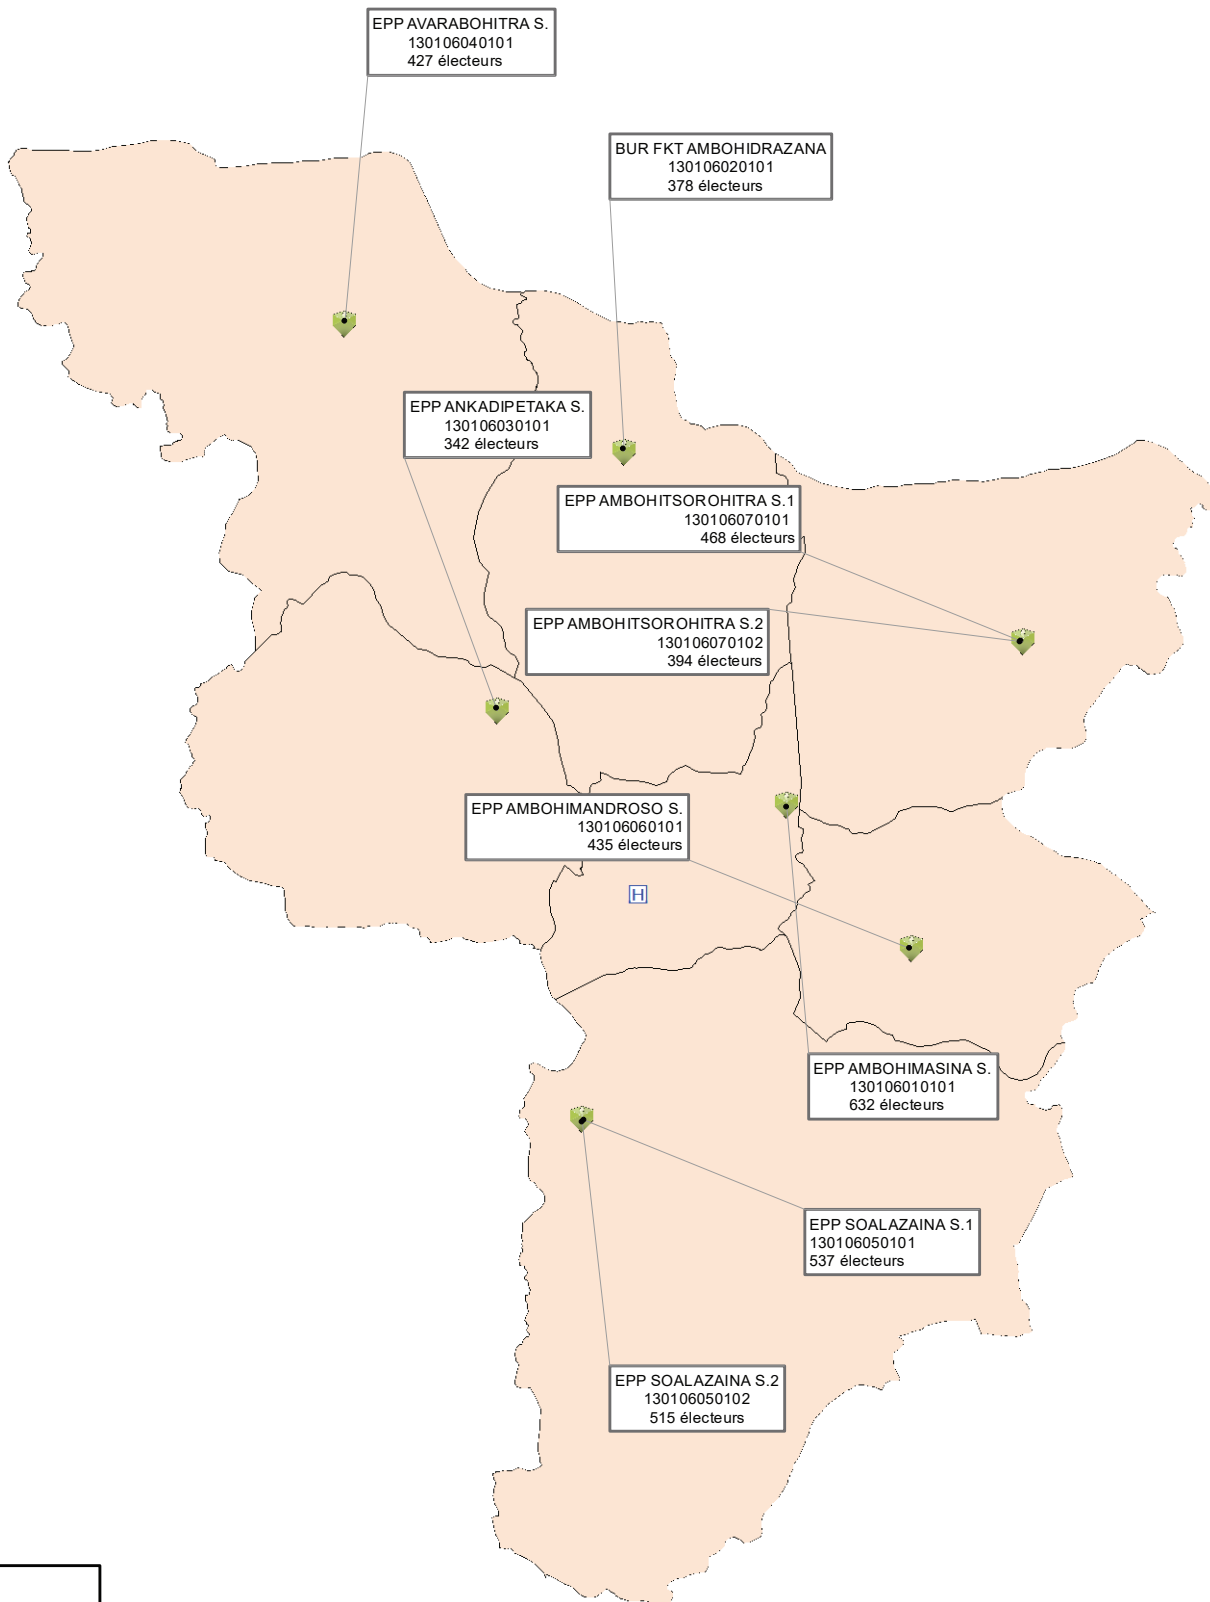 EPP AVARABOHITRA S.
130106040101
427 électeurs
BUR FKT AMBOHIDRAZANA
130106020101
378 électeurs
EPP ANKADIPETAKA S.
130106030101
342 électeurs
EPP AMBOHITSOROHITRA S.1
130106070101
468 électeurs
EPP AMBOHITSOROHITRA S.2
130106070102
394 électeurs
EPP AMBOHIMANDROSO S.
130106060101
435 électeurs
H
EPP AMBOHIMASINA S.
130106010101
632 électeurs
EPP SOALAZAINA S.1
130106050101
537 électeurs
EPP SOALAZAINA S.2
130106050102
515 électeurs